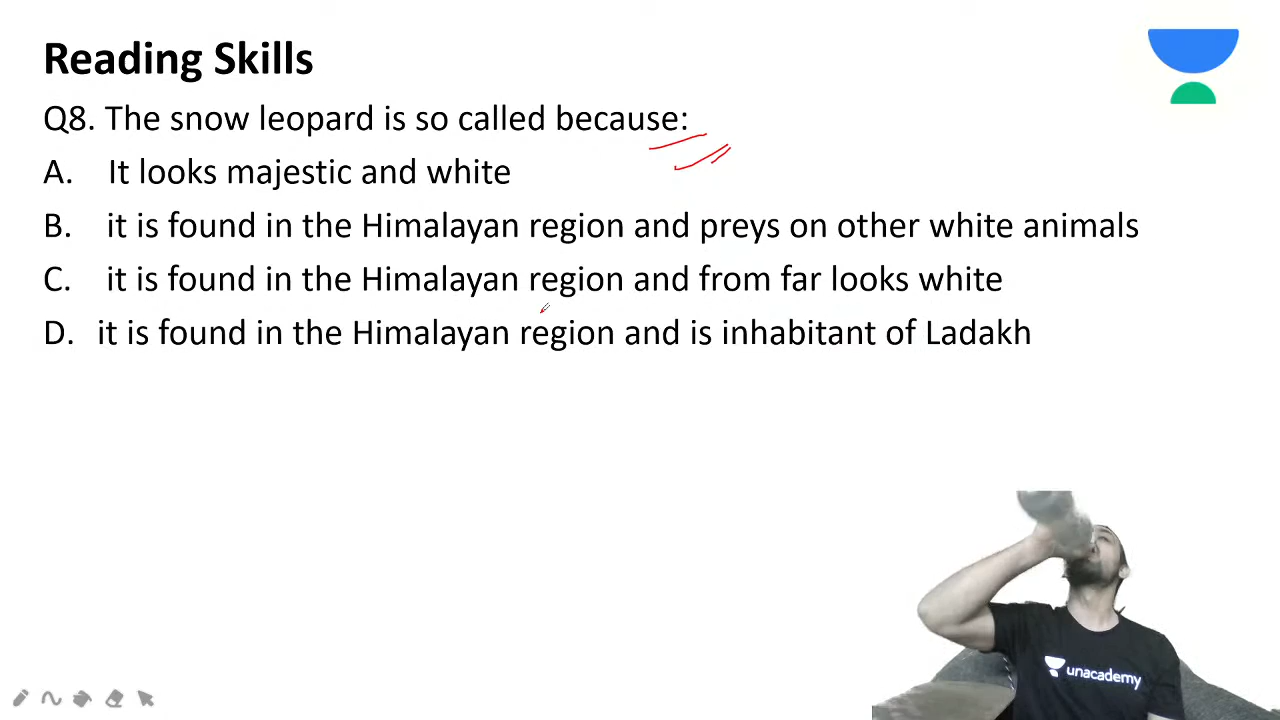 Reading Skills
Q8. The snow leopard is so called because:
A. It looks majestic and white
B. it is found in the Himalayan region and preys on other white animals
C. it is found in the Himalayan region and from far looks white
D. it is found in the Himalayan region and is inhabitant of Ladakh
unacademy